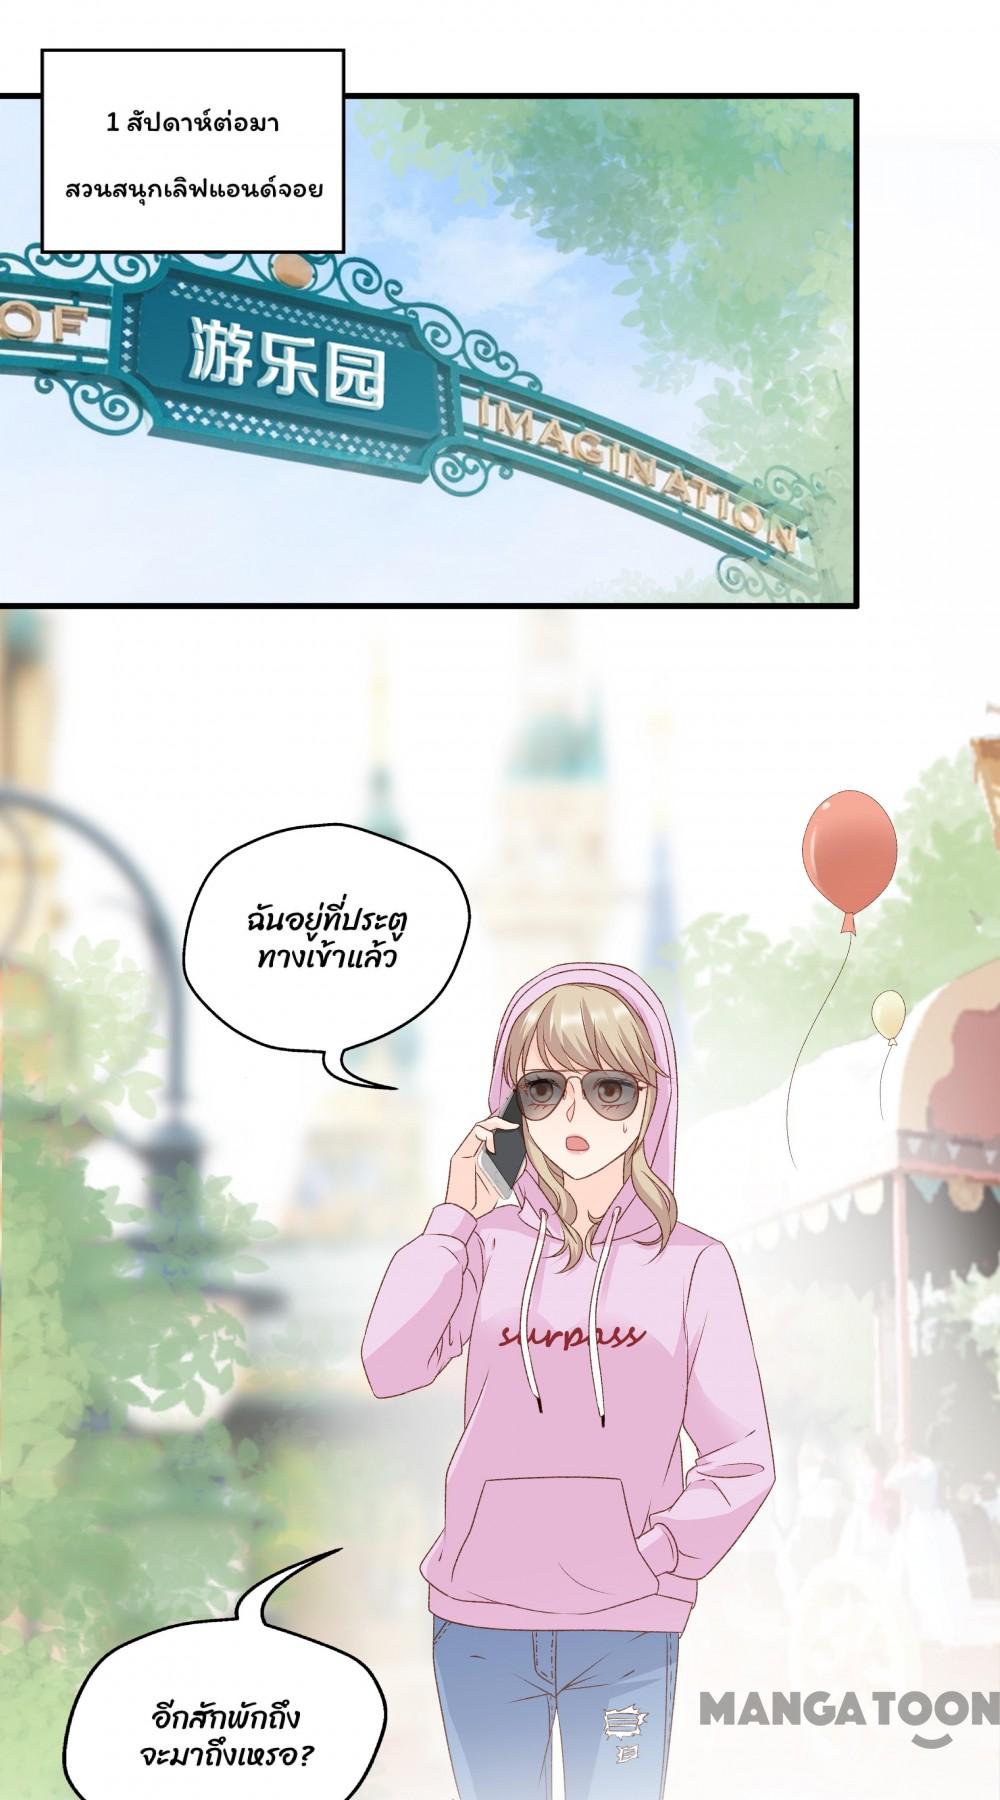 1 สัปดาห์ต่อมา
สวนสนุกเลิฟแอนด์จอย
OF
游乐园
IMAGINATION
ฉันอยู่ที่ประตู
ทางเข้าแล้ว
surpass
อีกสักพักถึง
จะมาถึงเหรอ?
MANGATOON